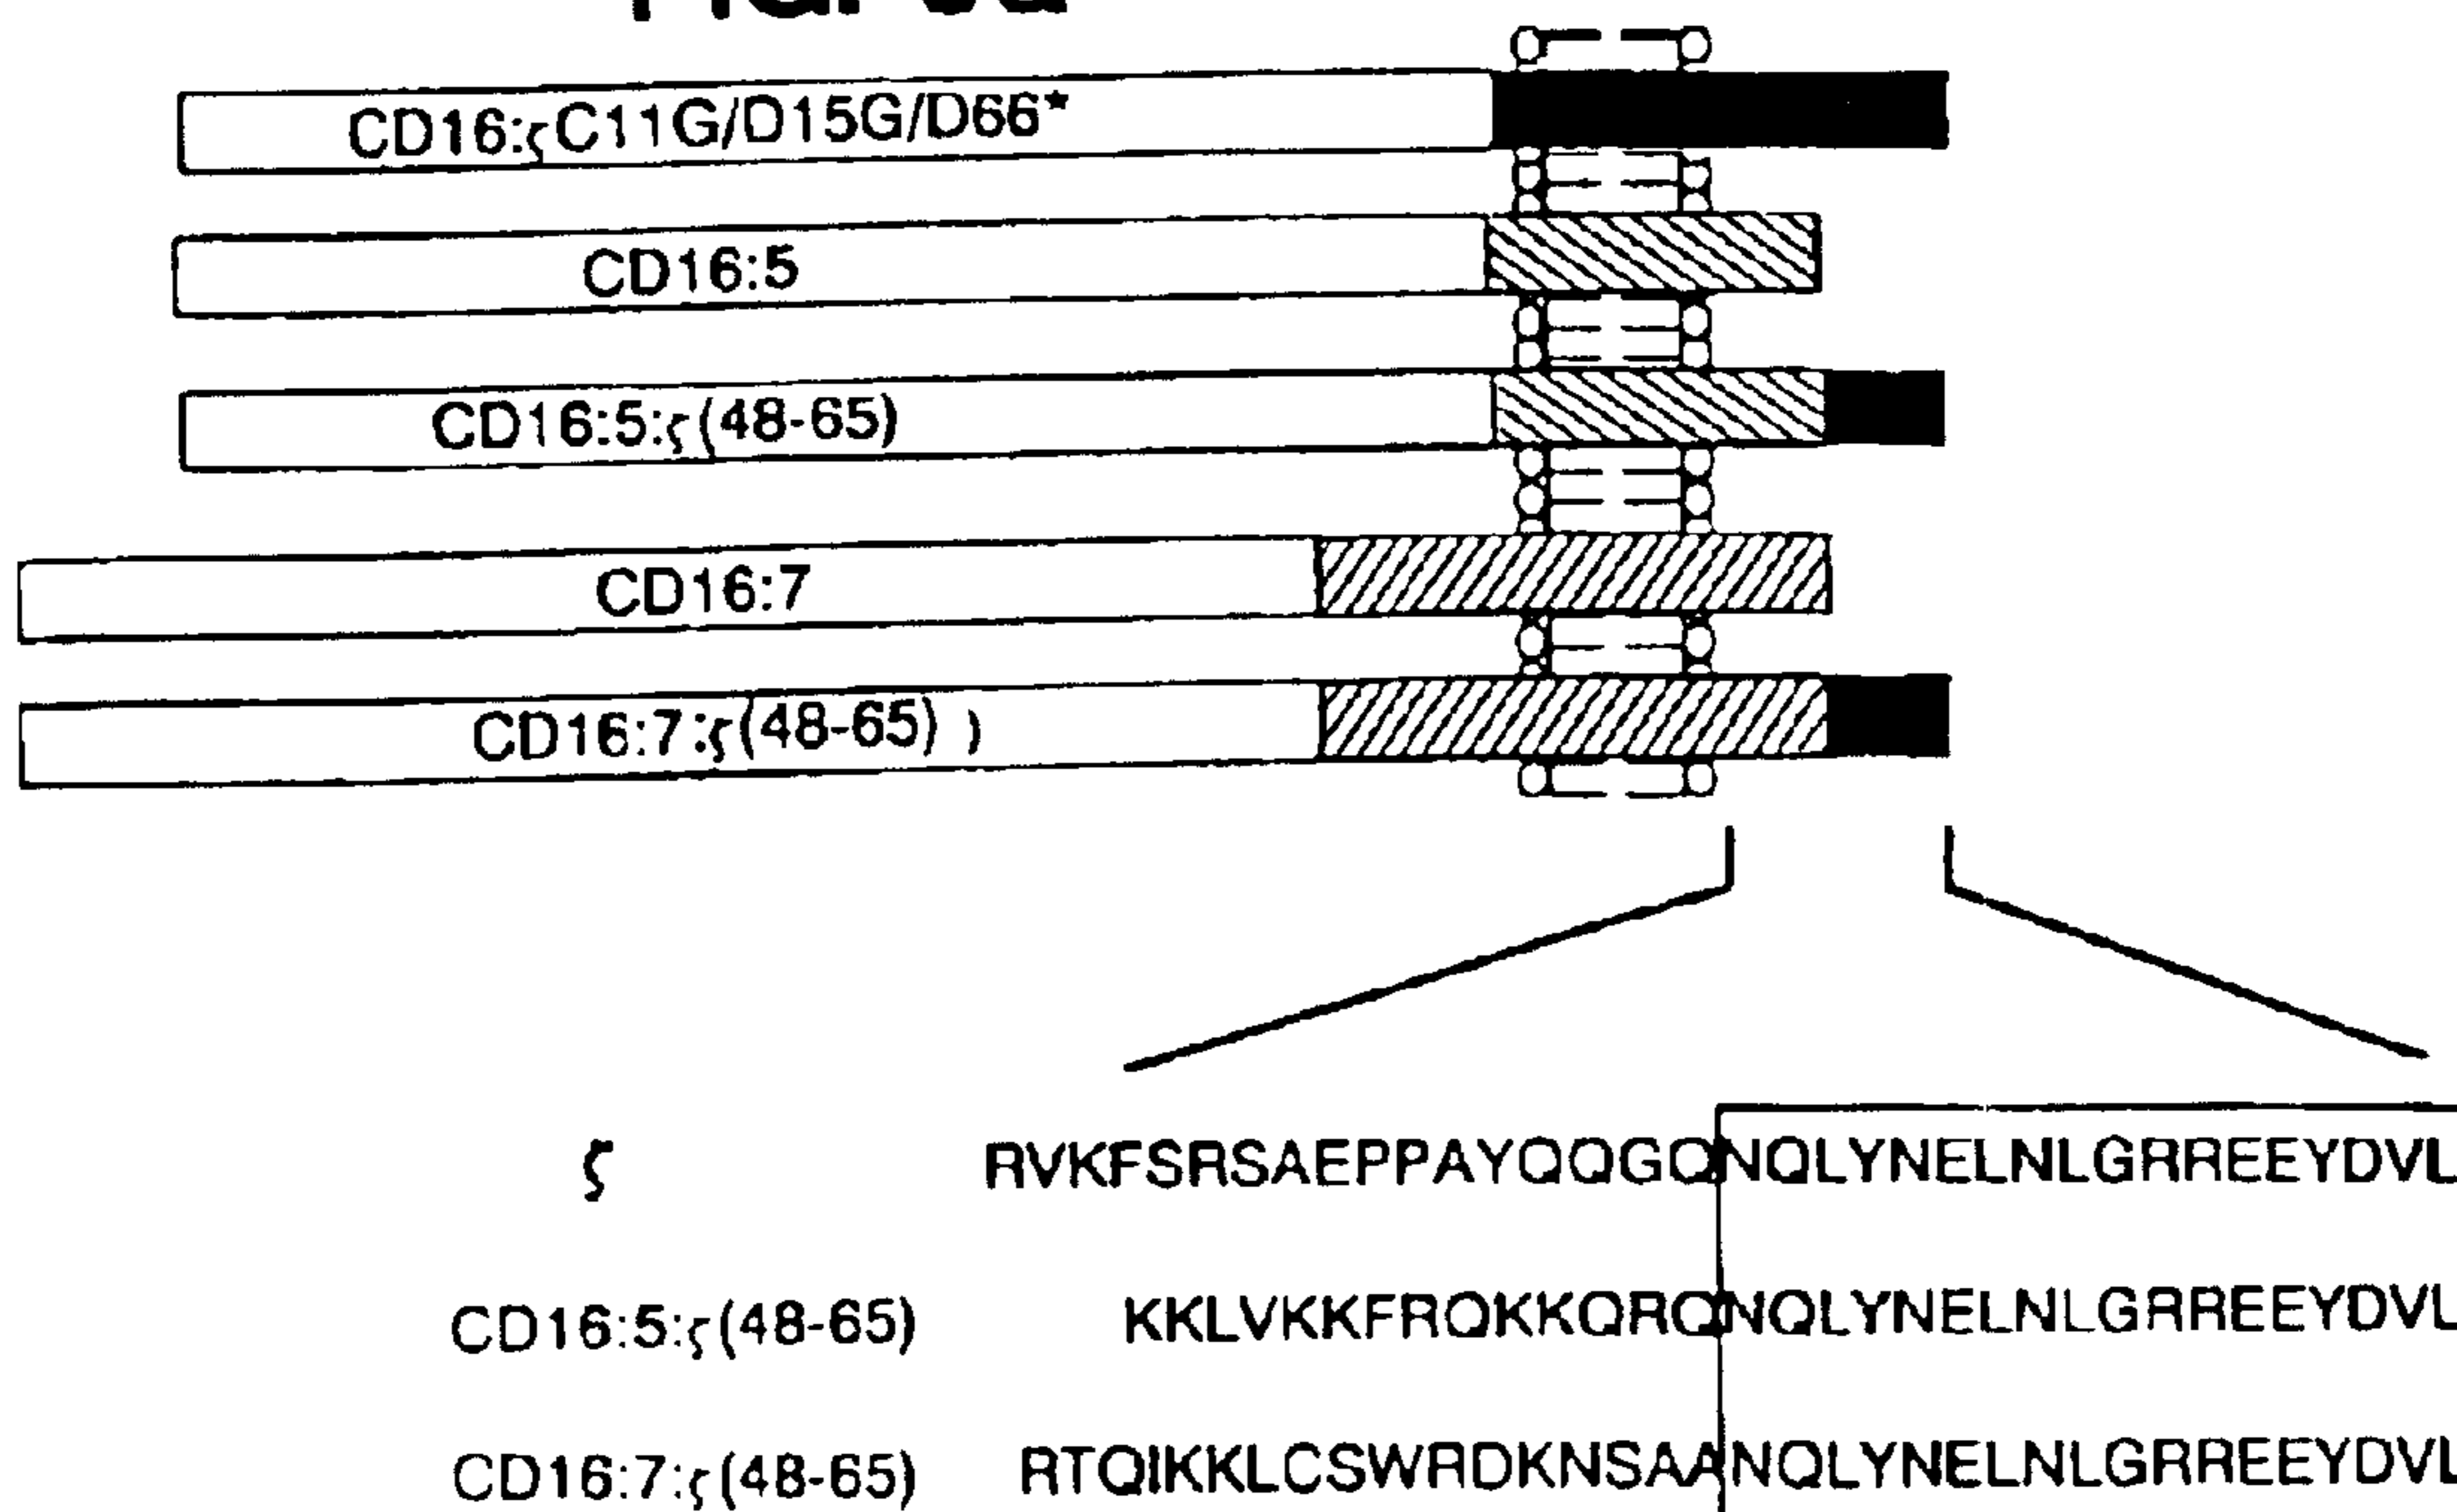 CD16:ζC11G/D15G/D66*
CD16:5
CD16:5:ζ(48-65)
CD16:7
CD16:7:ζ(48-65) )
ζ RVKFSRSAEPPAYQQGQNQLYNELNLGRREEYDVL
CD16:5:ζ(48-65) KKLVKKFRQKKQRQNQLYNELNLGRREEYDVL
CD16:7:ζ(48-65) RTQIKKLCSWRDKNSAANQLYNELNLGRREEYDVL